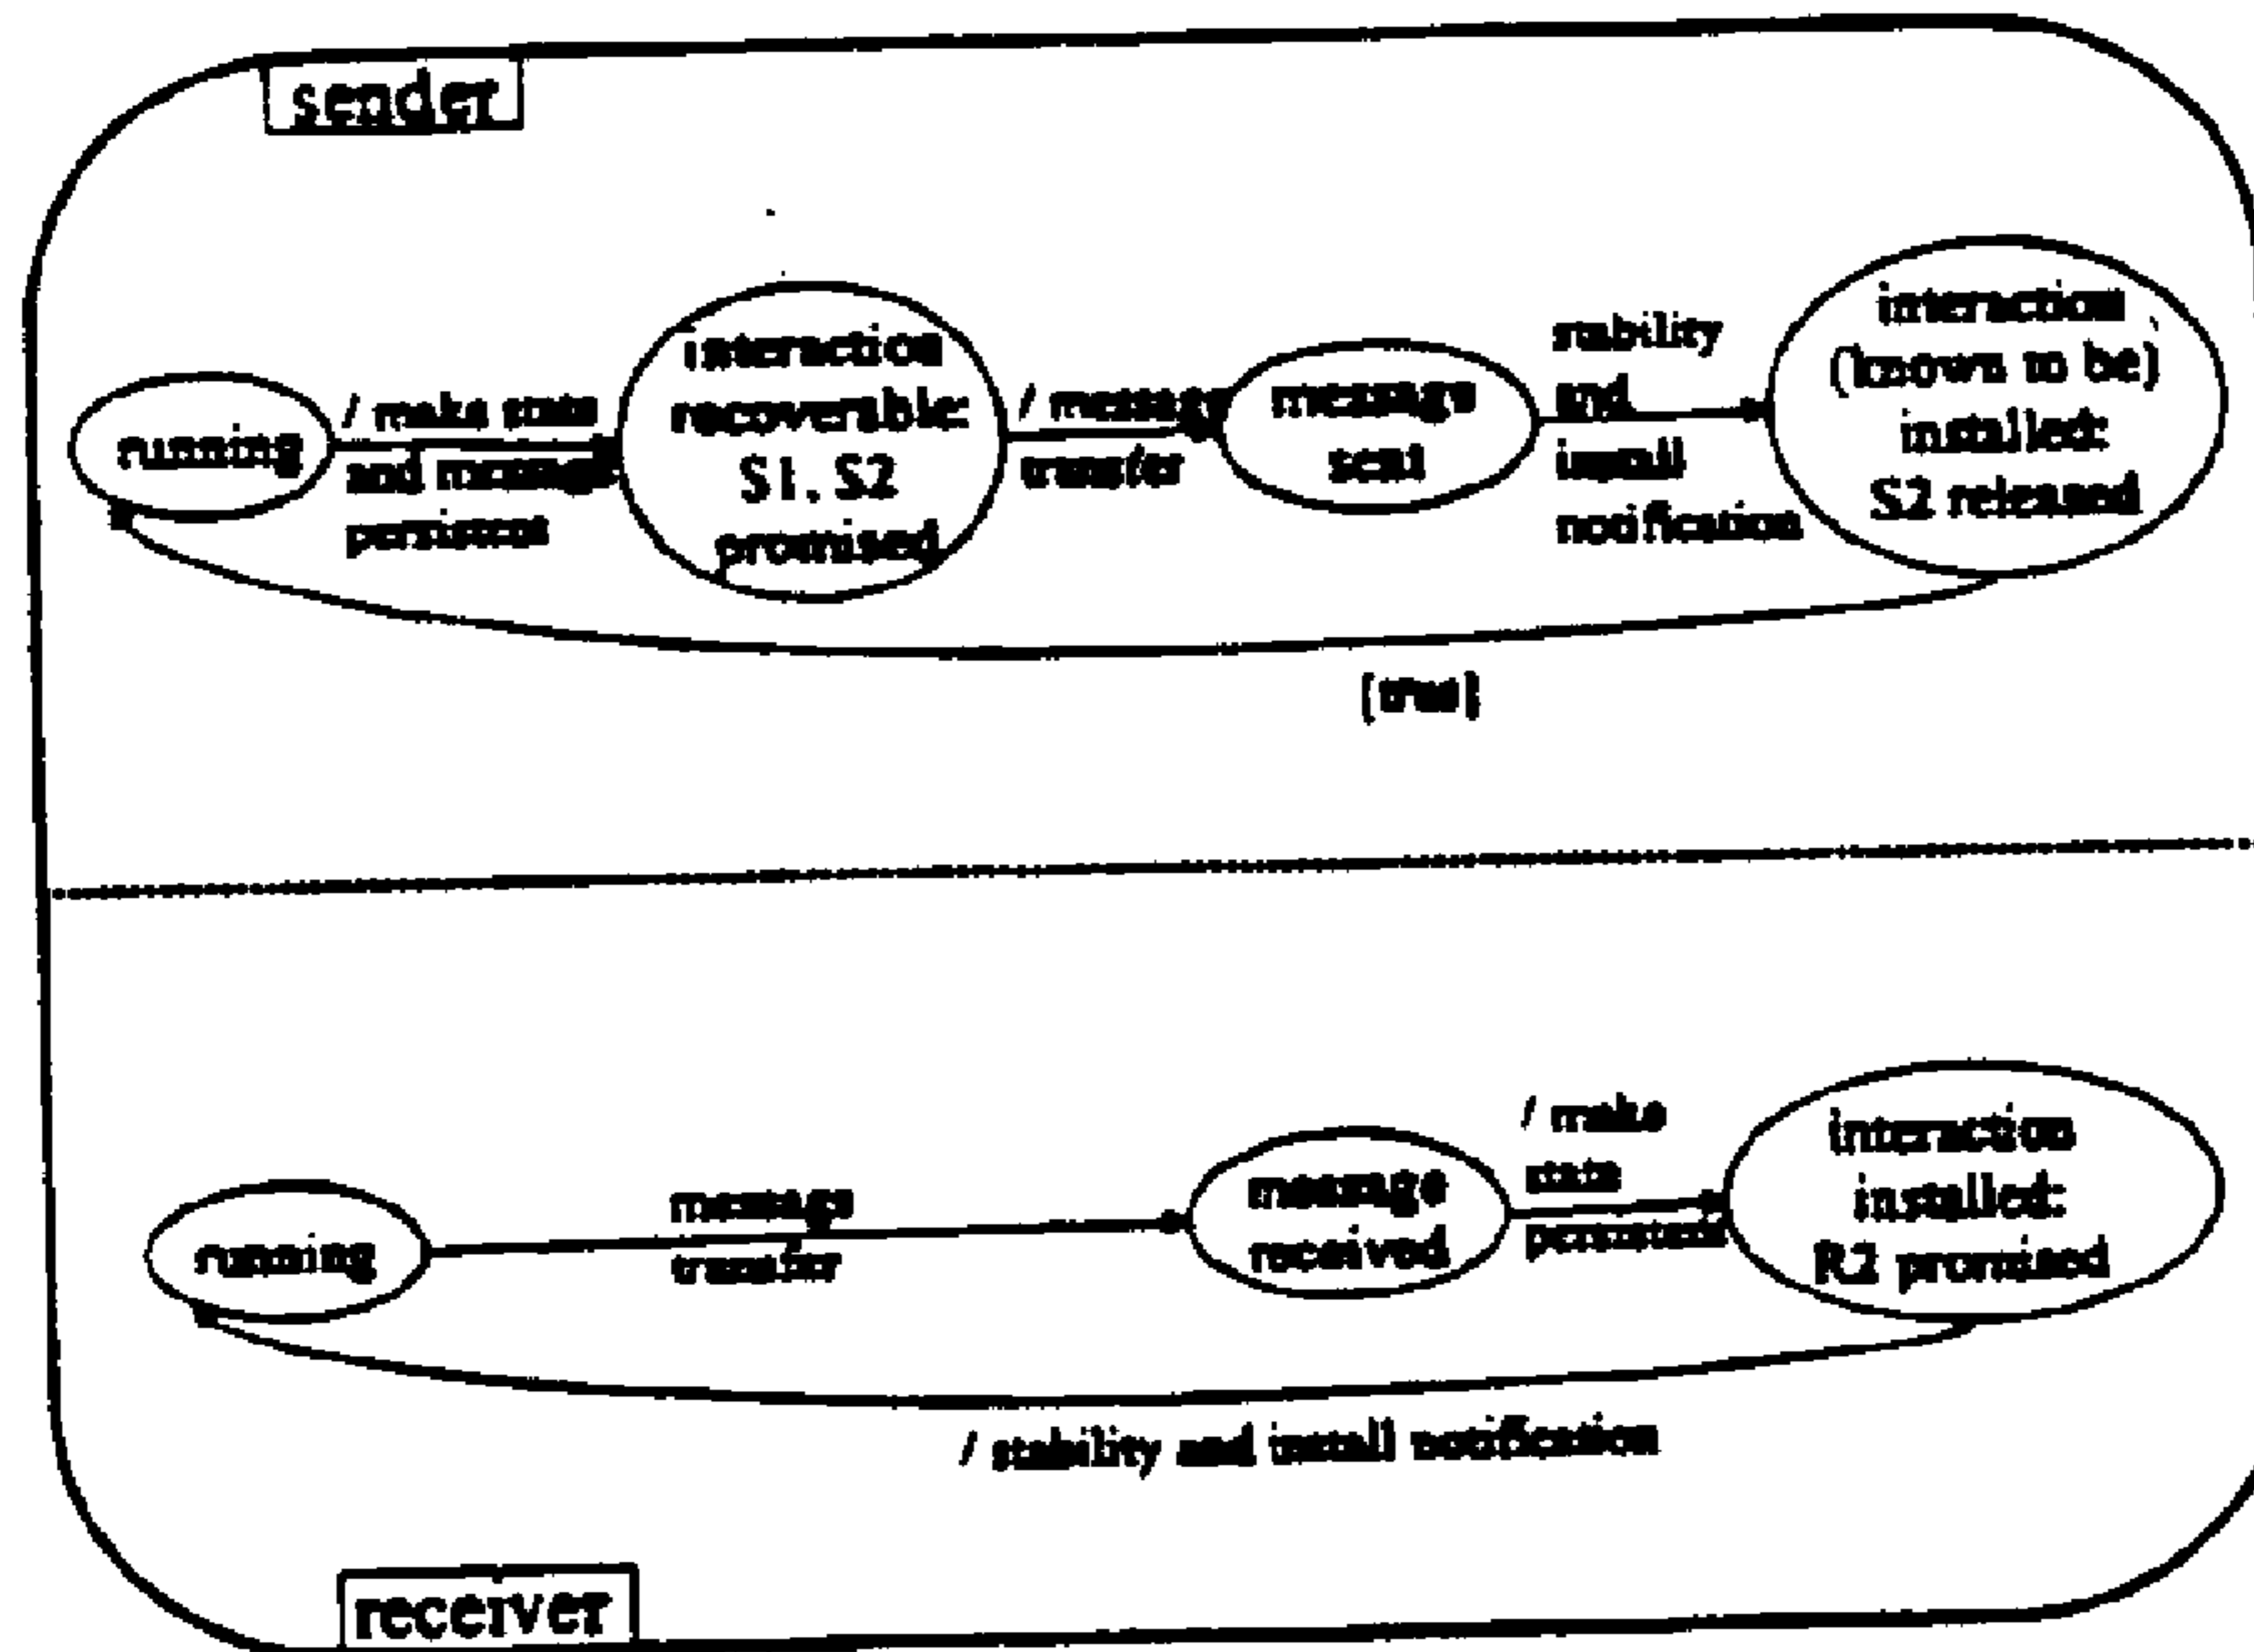 sender
interaction
recoverable:
S1, S2
promised
running
/ make state
and message
persistent
/ message
transfer
message
sent
stability
and
install
notification
interaction
(known to be)
installed:
S2 released
[true]
running
message
transfer
message
received
/ make
state
persistent
interaction
installed:
R2 promised
/ stability and install notification
receiver